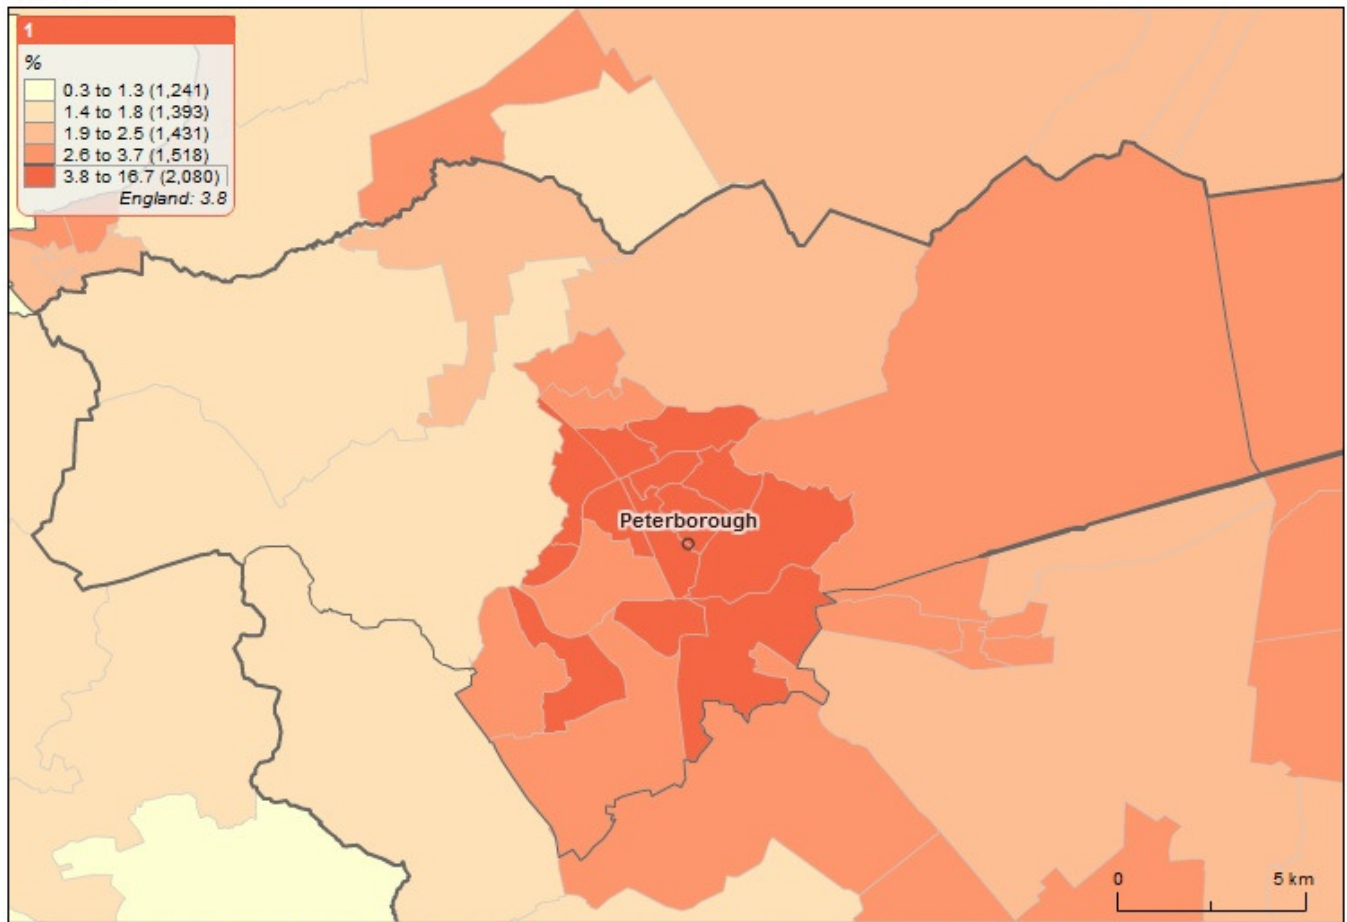 1
%
0.3 to 1.3 (1,241)
1.4 to 1.8 (1,393)
1.9 to 2.5 (1,431)
2.6 to 3.7 (1,518)
3.8 to 16.7 (2,080)
England: 3.8
Peterborough
0 5 km